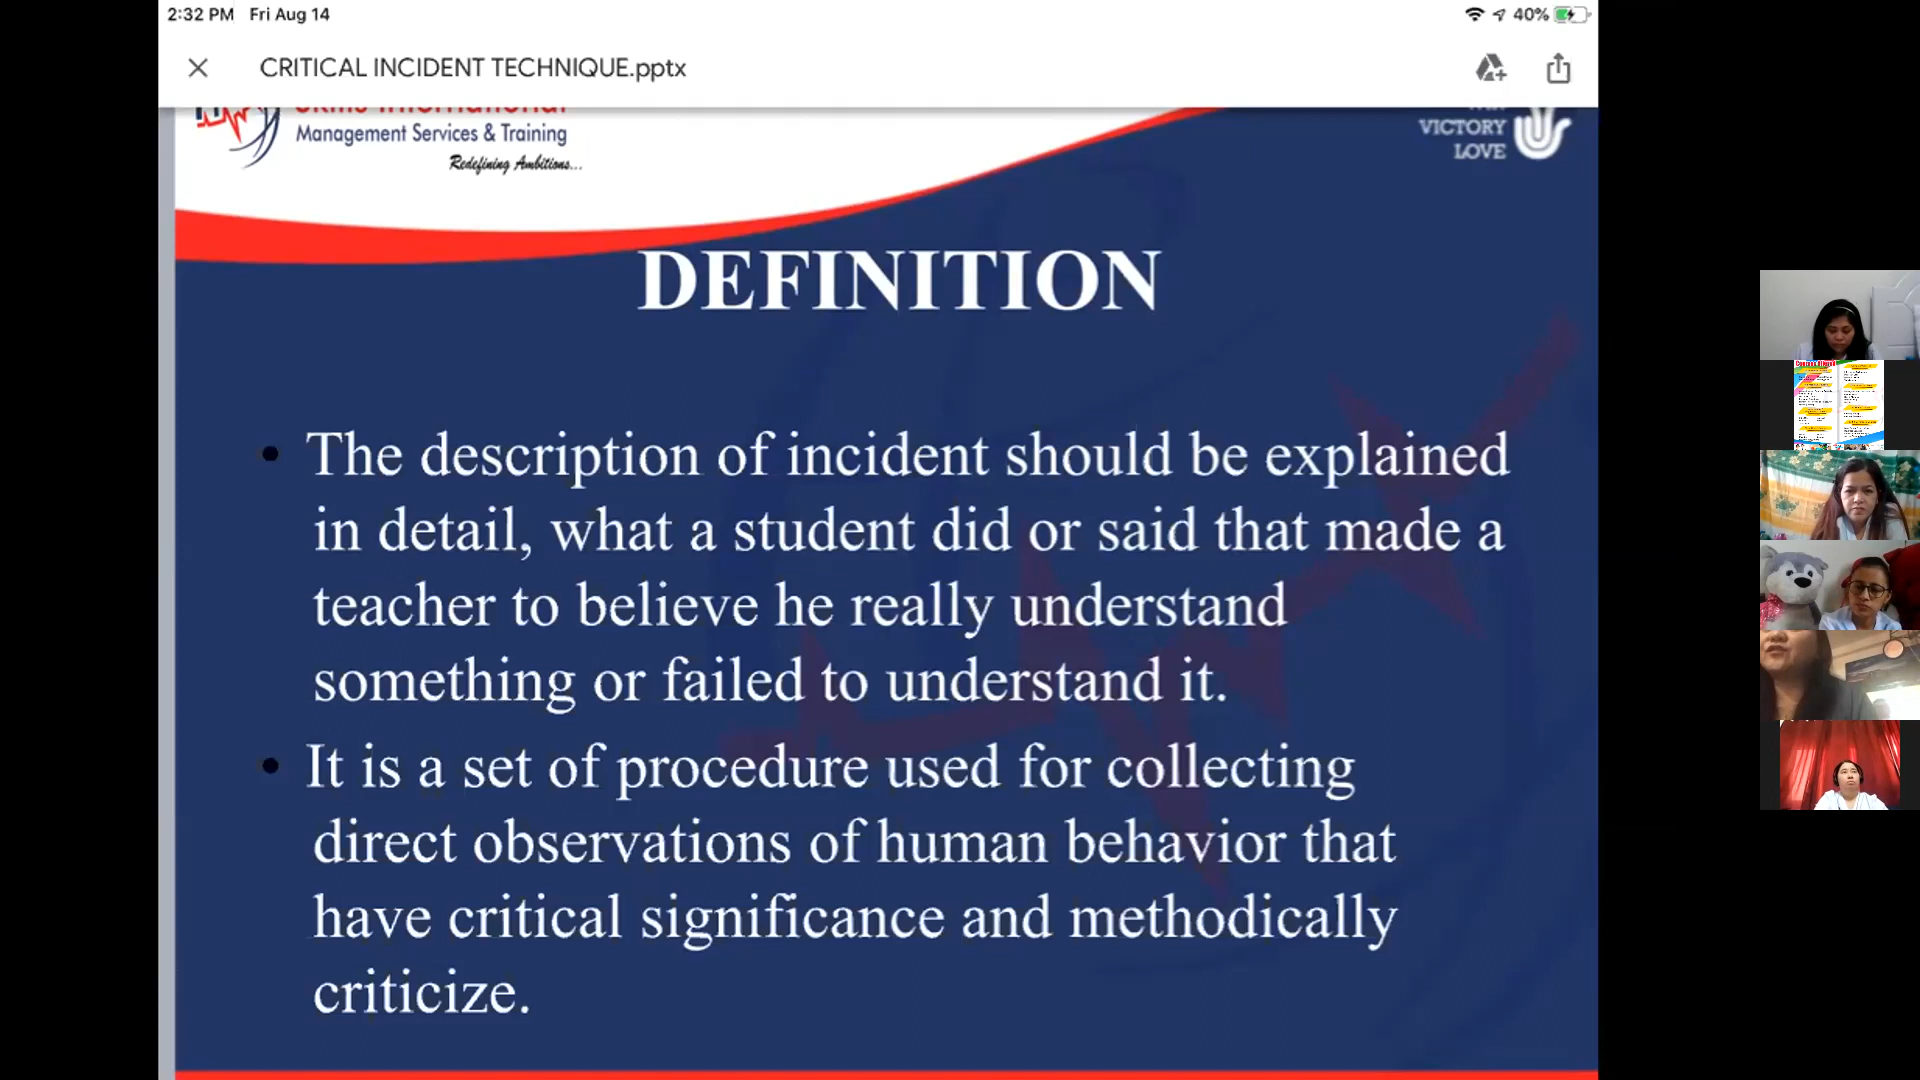 2:32 PM Fri Aug 14
40%
CRITICAL INCIDENT TECHNIQUE.pptx
Skills International
Management Services & Training
Redefining Ambitions...
VICTORY
LOVE
DEFINITION
• The description of incident should be explained
in detail, what a student did or said that made a
teacher to believe he really understand
something or failed to understand it.
• It is a set of procedure used for collecting
direct observations of human behavior that
have critical significance and methodically
criticize.